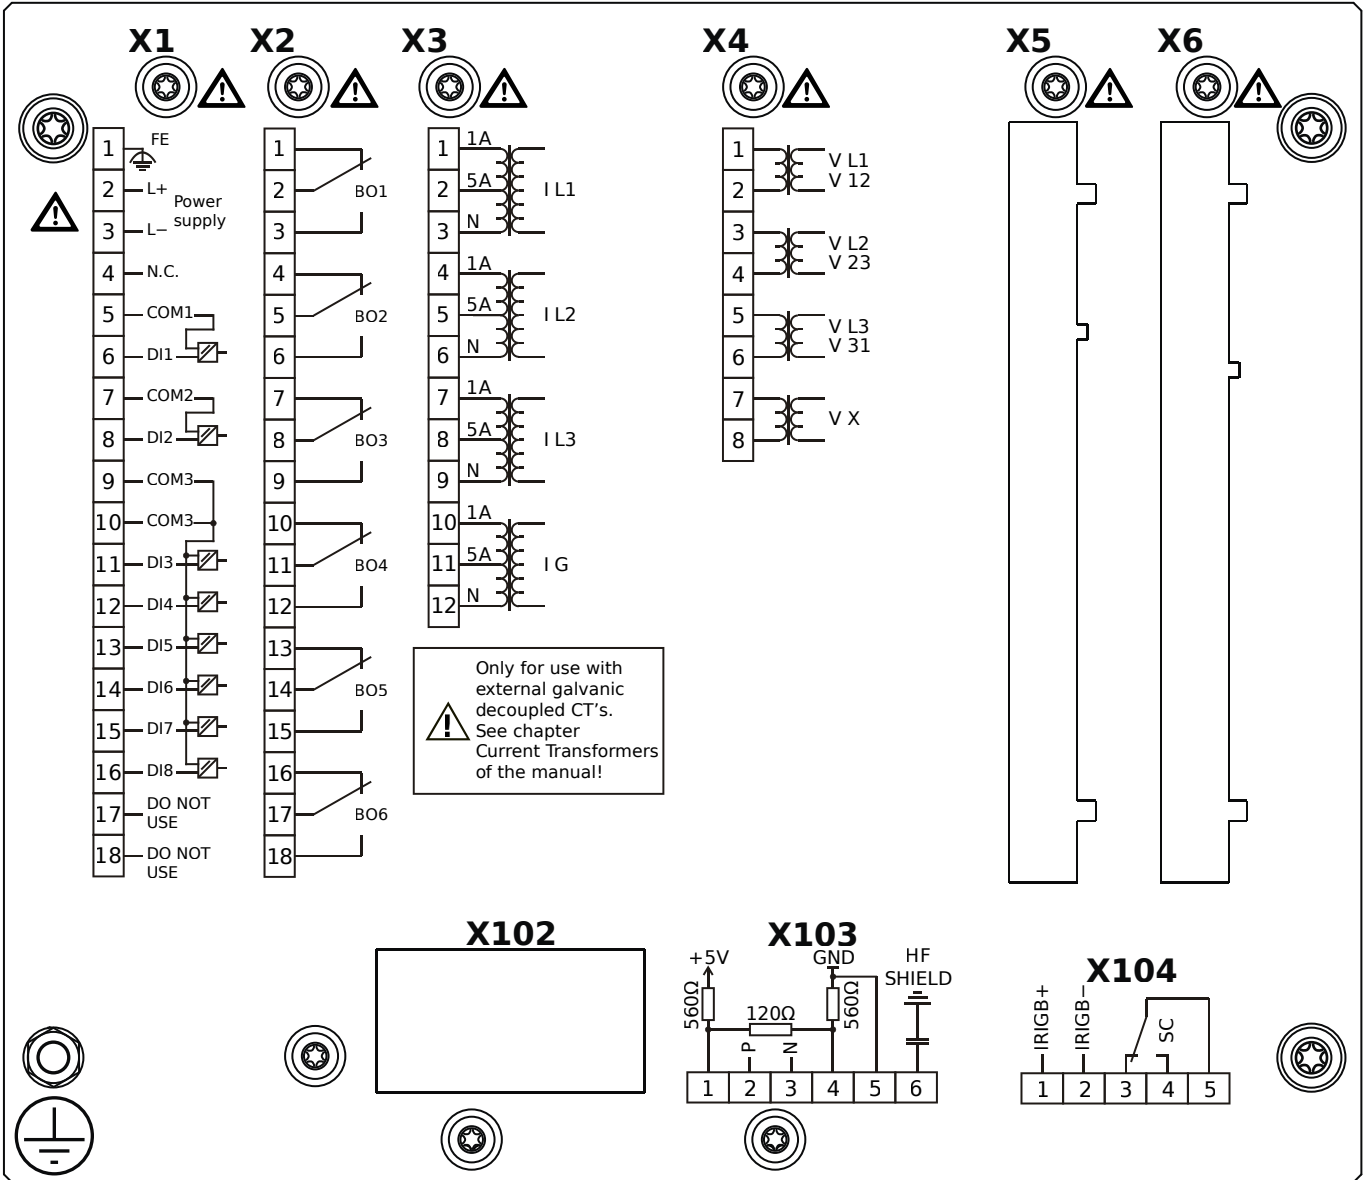 X1 X2 X3 X4 X5 X6
1 FE
2 L+
Power
supply
3 L−
4 N.C.
5 COM1
6 DI1
7 COM2
8 DI2
9 COM3
10 COM3
11 DI3
12 DI4
13 DI5
14 DI6
15 DI7
16 DI8
17 DO NOT
USE
18 DO NOT
USE
1
2 BO1
3
4
5 BO2
6
7
8 BO3
9
10
11 BO4
12
13
14 BO5
15
16
17 BO6
18
1 1A
2 5A I L1
3 N
4 1A
5 5A I L2
6 N
7 1A
8 5A I L3
9 N
10 1A
11 5A I G
12 N
Only for use with
external galvanic
decoupled CT's.
See chapter
Current Transformers
of the manual!
1 V L1
2 V 12
3 V L2
4 V 23
5 V L3
6 V 31
7 V X
8
X102
X103
+5V GND HF
SHIELD
560Ω 120Ω 560Ω
P N
1 2 3 4 5 6
X104
IRIGB+ IRIGB− SC
1 2 3 4 5